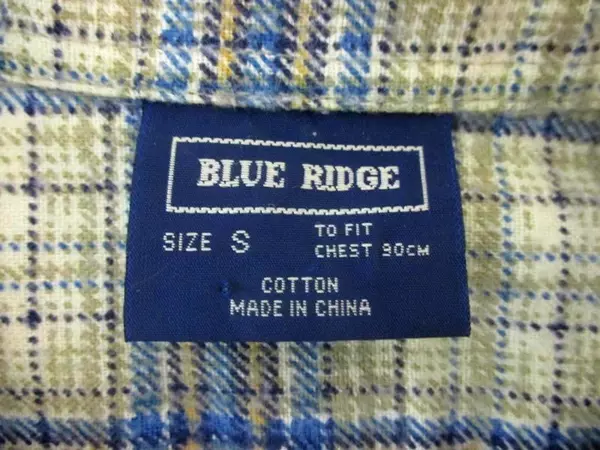 BLUE RIDGE
SIZE S
TO FIT
CHEST 90CM
COTTON
MADE IN CHINA